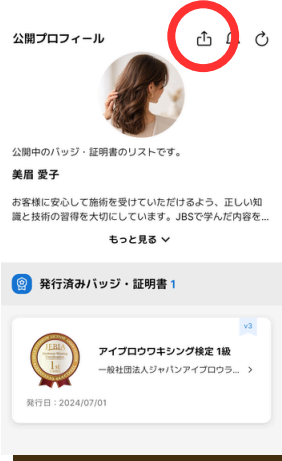 公開プロフィール
公開中のバッジ・証明書のリストです。
美眉 愛子
お客様に安心して施術を受けていただけるよう、正しい知
識と技術の習得を大切にしています。JBSで学んだ内容を...
もっと見る
発行済みバッジ・証明書 1
v3
JEBLA
1st
アイブロウワキシング検定 1級
一般社団法人ジャパンアイブロウラ...
発行日：2024/07/01